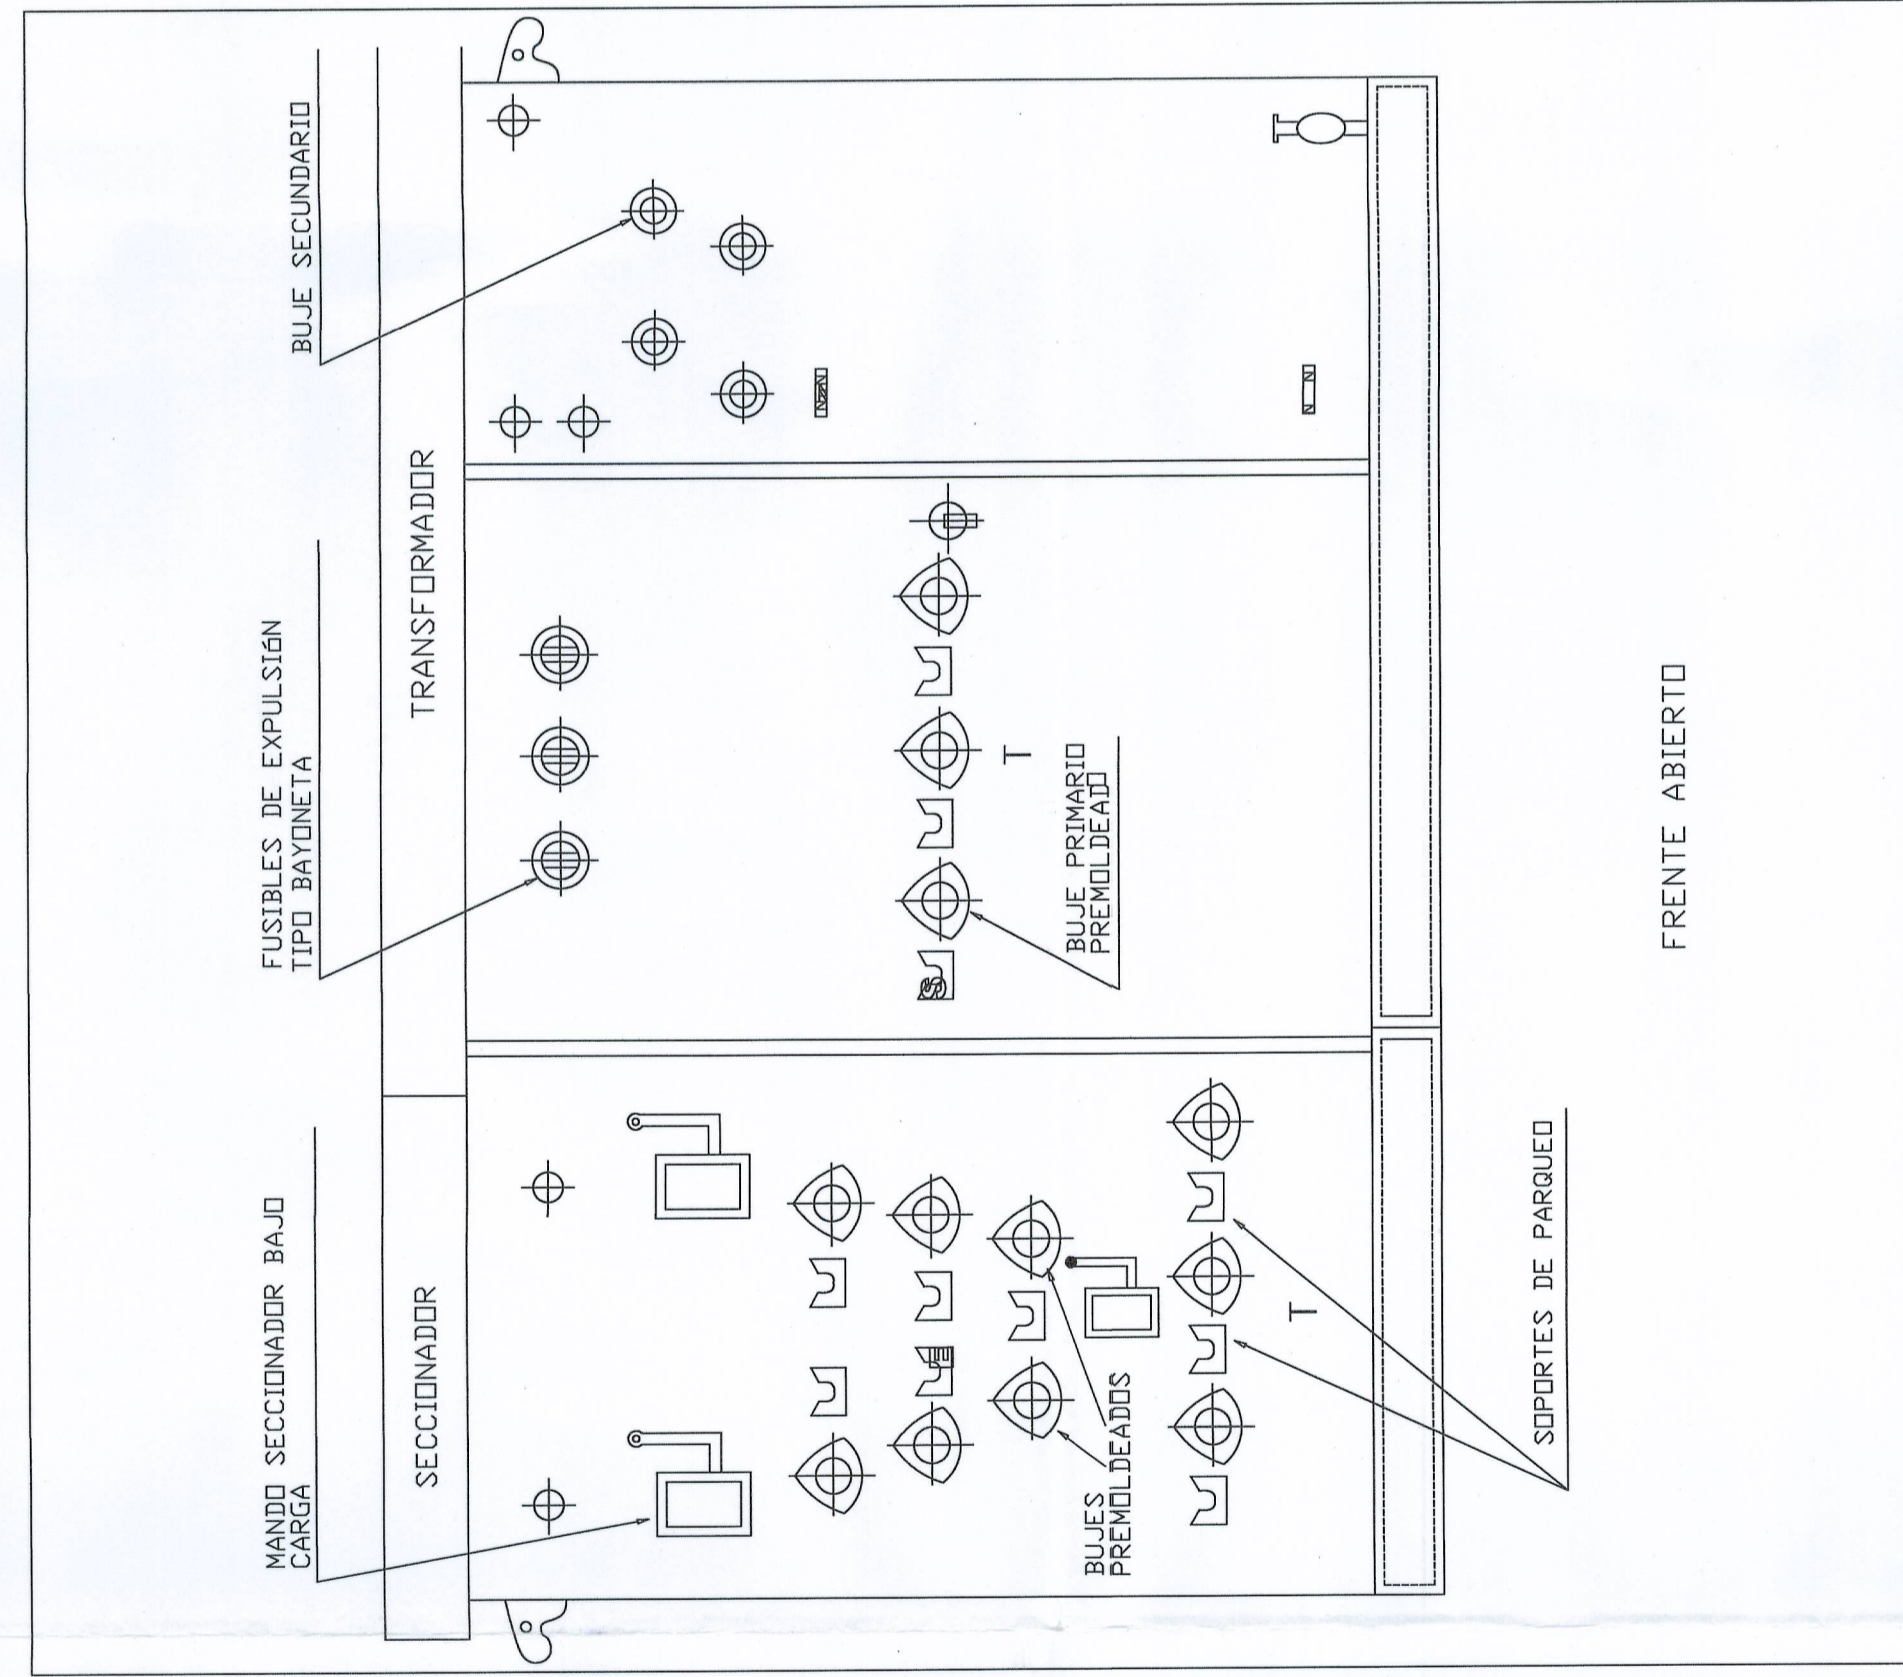 MANDO SECCIONADOR BAJO
CARGA
FUSIBLES DE EXPULSIÓN
TIPO BAYONETA
BUJE SECUNDARIO
SECCIONADOR
TRANSFORMADOR
BUJES
PREMOLDEADOS
BUJE PRIMARIO
PREMOLDEADO
T
T
S
E
N N
SOPORTES DE PARQUEO
FRENTE ABIERTO